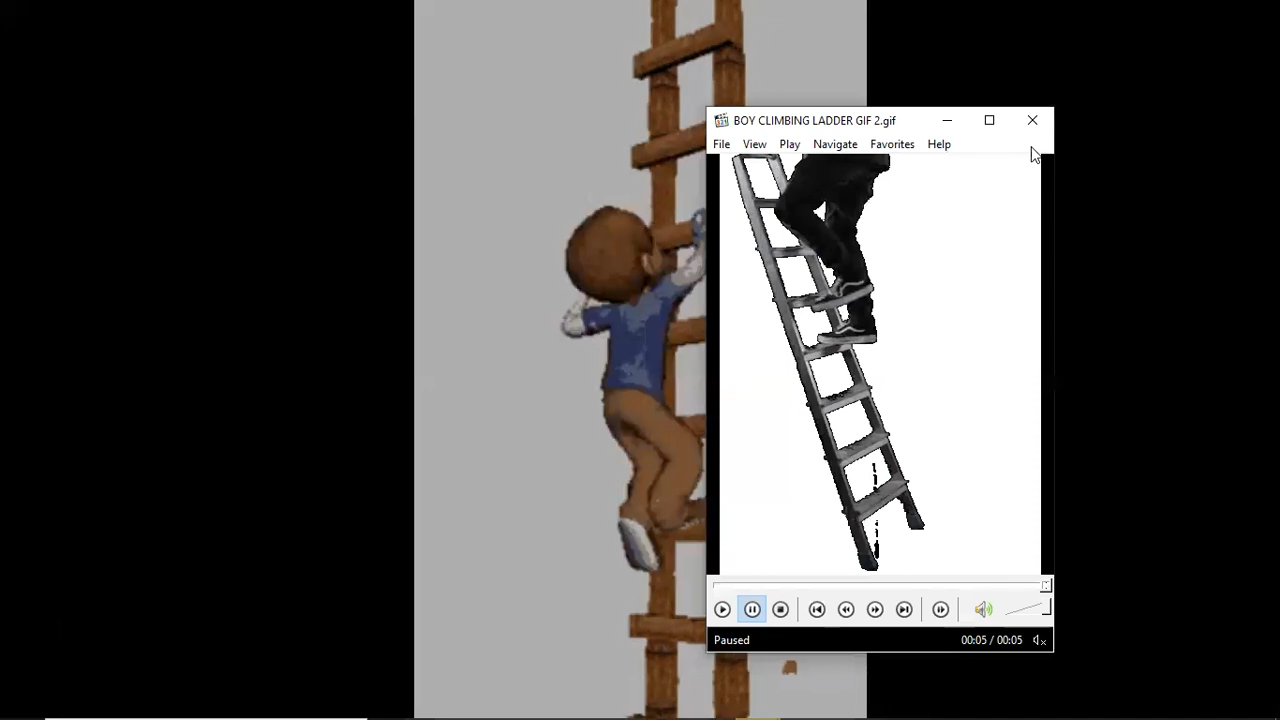 BOY CLIMBING LADDER GIF 2.gif
File View Play Navigate Favorites Help
Paused 00:05 / 00:05